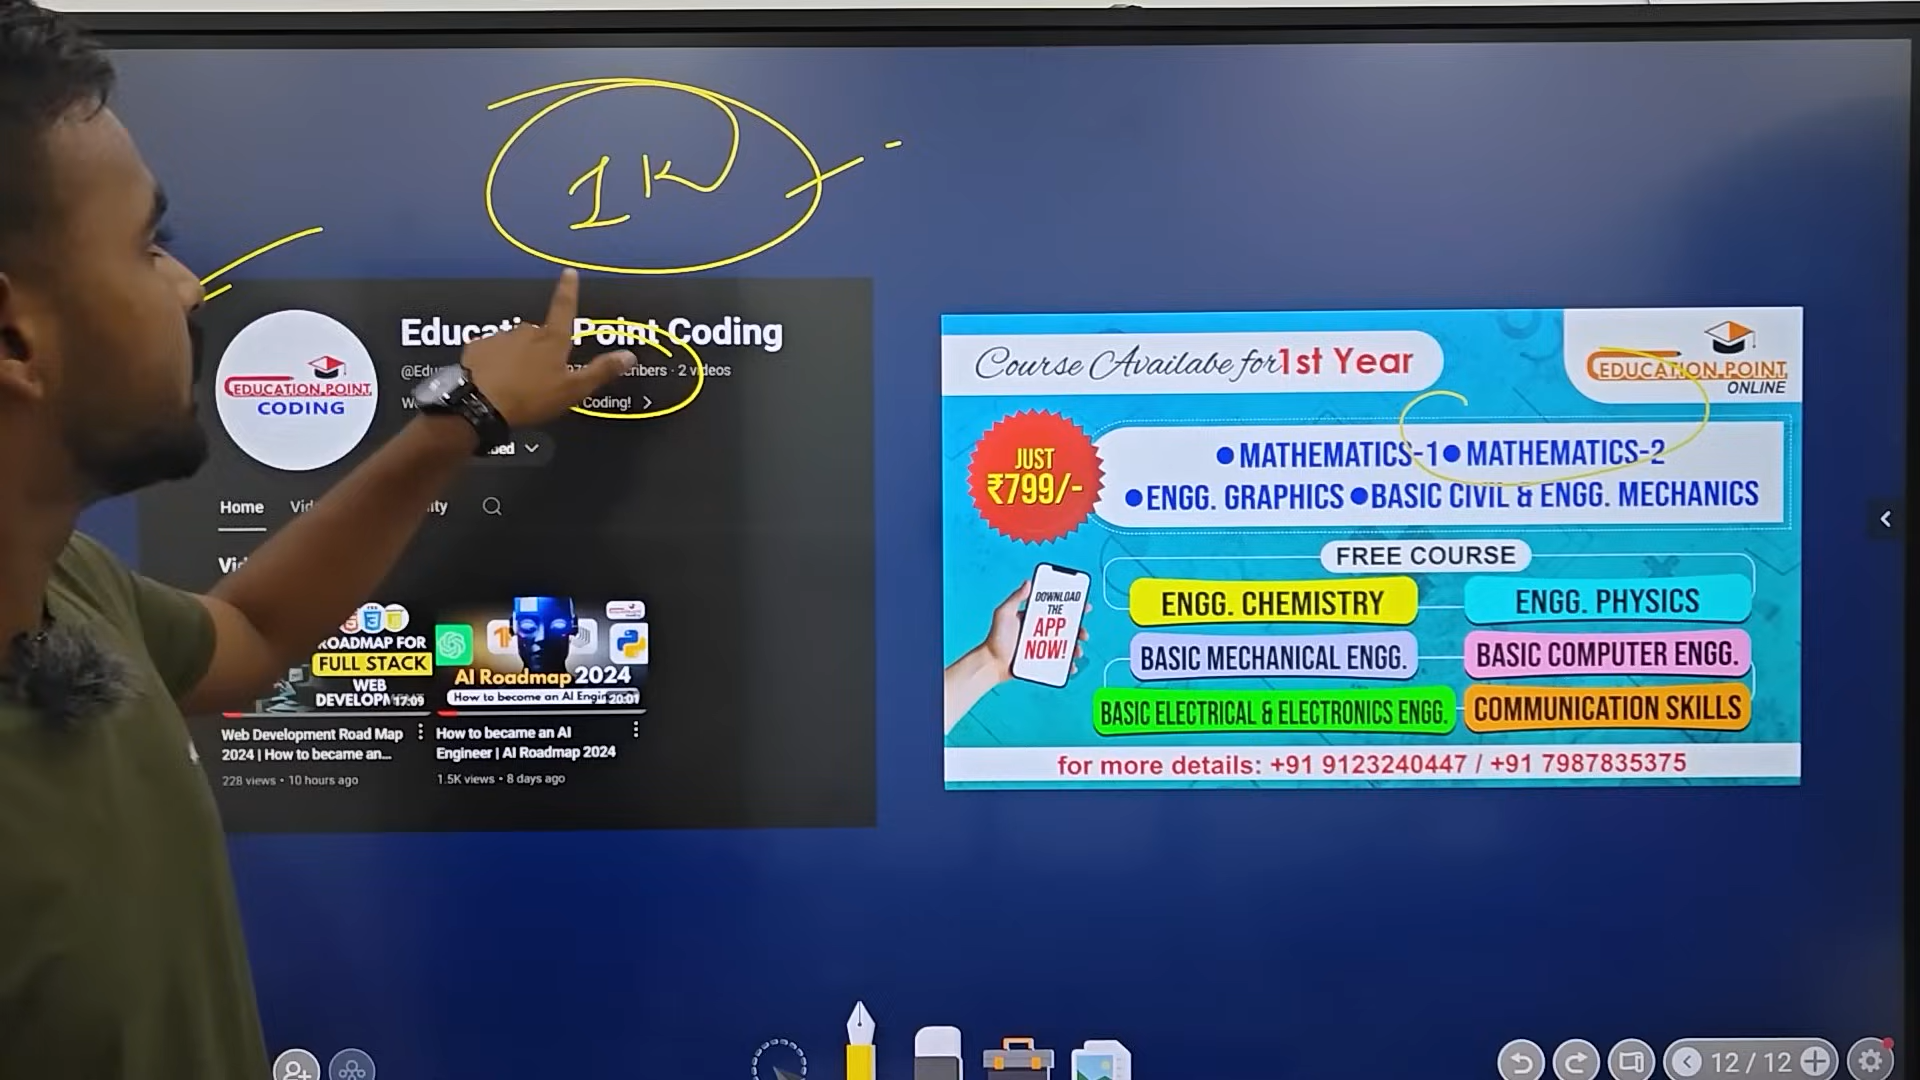 1K
Education Point Coding
subscribers · 2 videos
Coding!
EDUCATION POINT
CODING
Home
ROADMAP FOR
FULL STACK
WEB
17:09
AI Roadmap 2024
How to become an AI
20:01
Web Development Road Map
2024 | How to became an...
228 views • 10 hours ago
How to became an AI
Engineer | AI Roadmap 2024
1.5K views • 8 days ago
Course Availabe for 1st Year
EDUCATION POINT
ONLINE
JUST
₹799/-
• MATHEMATICS-1 • MATHEMATICS-2
• ENGG. GRAPHICS • BASIC CIVIL & ENGG. MECHANICS
FREE COURSE
DOWNLOAD
THE
APP
NOW!
ENGG. CHEMISTRY
ENGG. PHYSICS
BASIC MECHANICAL ENGG.
BASIC COMPUTER ENGG.
BASIC ELECTRICAL & ELECTRONICS ENGG.
COMMUNICATION SKILLS
for more details: +91 9123240447 / +91 7987835375
12 / 12